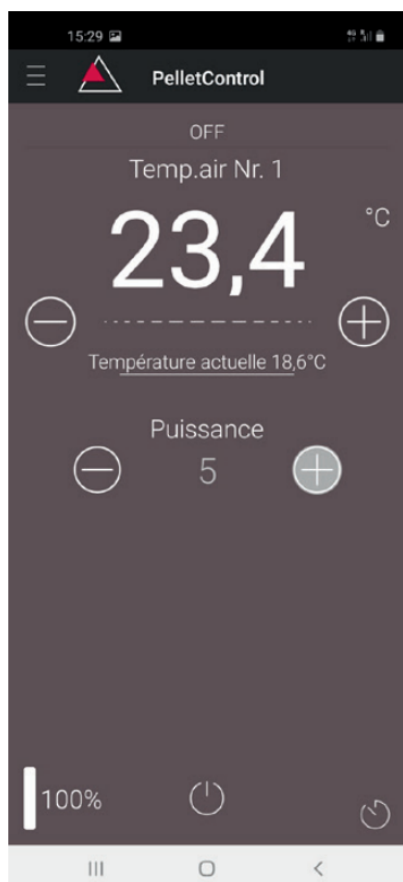 15:29
PelletControl
OFF
Temp.air Nr. 1
23,4
°C
Température actuelle 18,6°C
Puissance
5
100%